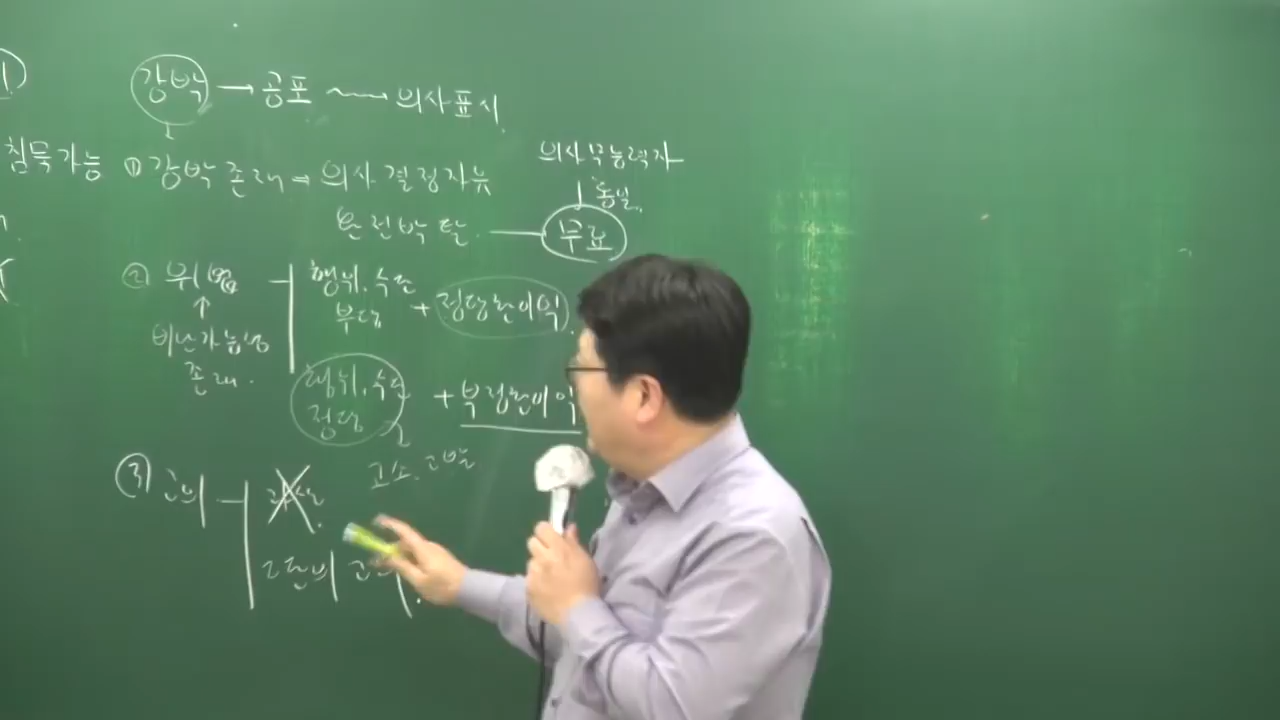 강박 → 공포 → 의사표시
침묵가능
① 강박 존재 = 의사결정자유
완전박탈 — 무효
의사무능력자
동일
② 위법
↑
비난가능성
존재.
행위, 수단
부당 + 정당한이익
행위, 수단
정당 + 부정한이익
고소, 고발
③ 고의
2단의 고의